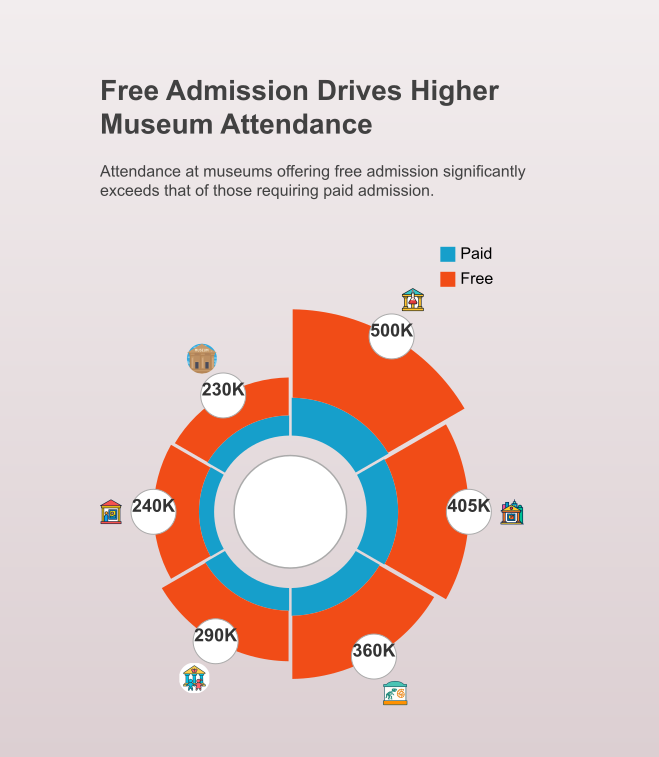 Free Admission Drives Higher
Museum Attendance
Attendance at museums offering free admission significantly
exceeds that of those requiring paid admission.
Paid
Free
500K
230K
405K
240K
290K
360K